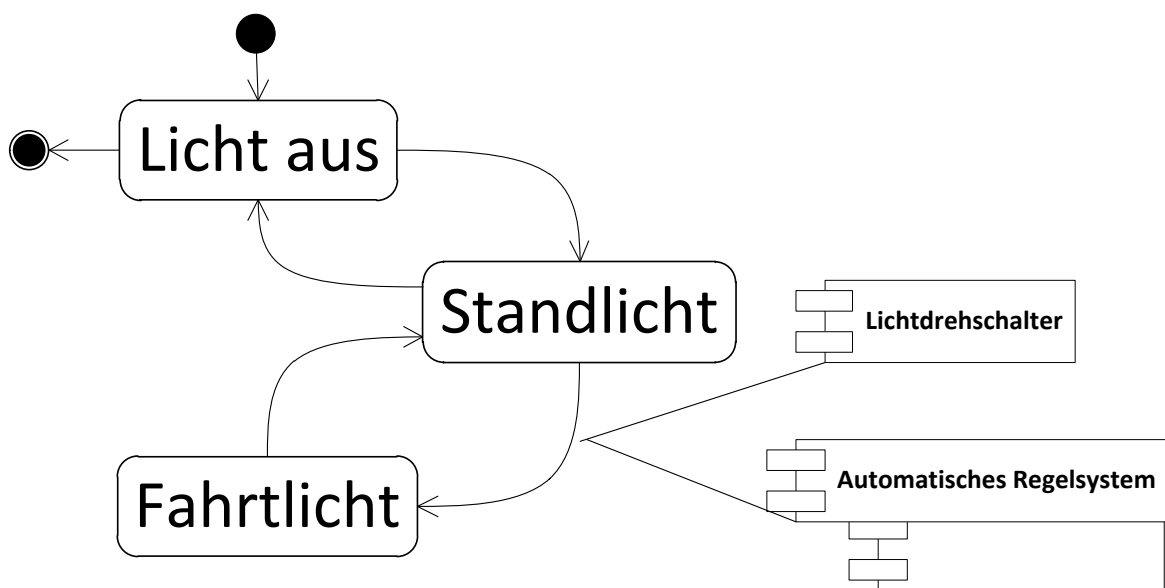 Licht aus
Standlicht
Lichtdrehschalter
Automatisches Regelsystem
Fahrtlicht